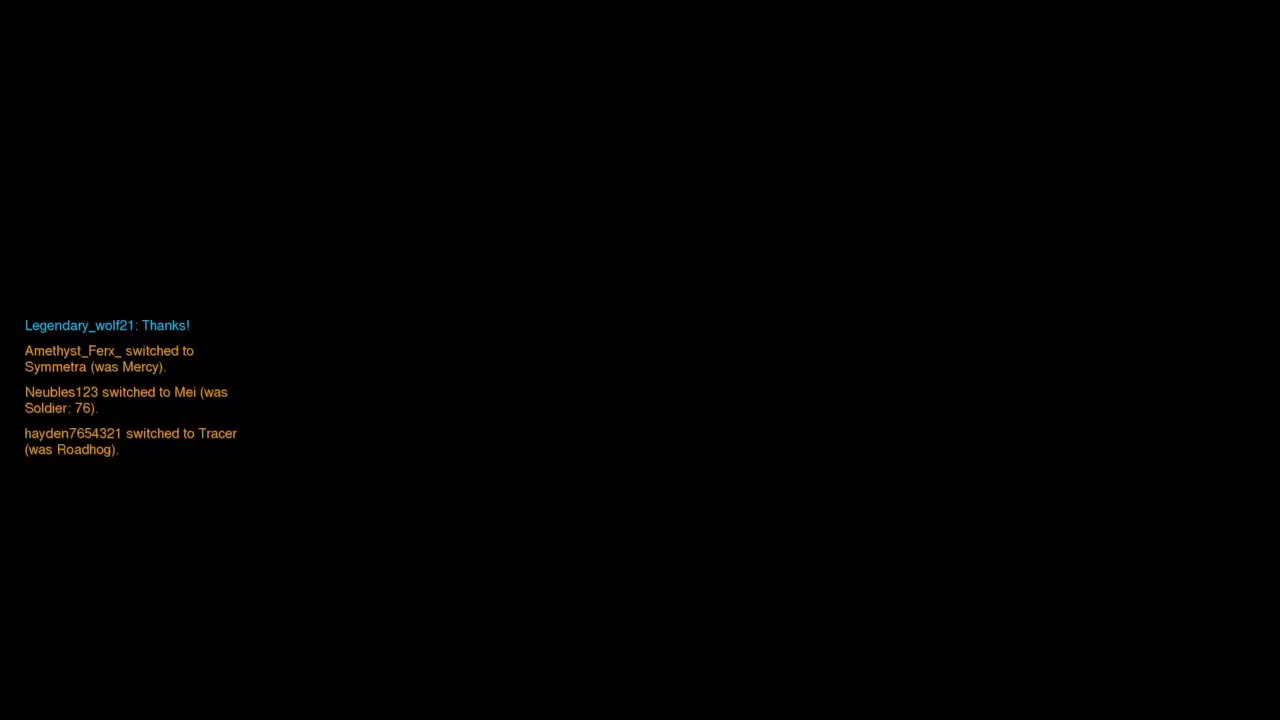 Legendary_wolf21: Thanks!
Amethyst_Ferx_ switched to
Symmetra (was Mercy).
Neubles123 switched to Mei (was
Soldier: 76).
hayden7654321 switched to Tracer
(was Roadhog).